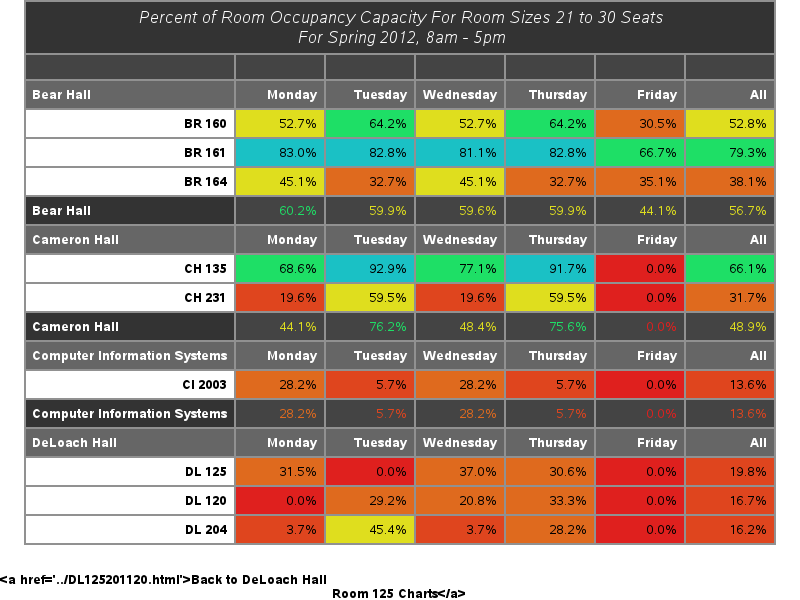 Percent of Room Occupancy Capacity For Room Sizes 21 to 30 Seats
For Spring 2012, 8am - 5pm
Bear Hall Monday Tuesday Wednesday Thursday Friday All
BR 160 52.7% 64.2% 52.7% 64.2% 30.5% 52.8%
BR 161 83.0% 82.8% 81.1% 82.8% 66.7% 79.3%
BR 164 45.1% 32.7% 45.1% 32.7% 35.1% 38.1%
Bear Hall 60.2% 59.9% 59.6% 59.9% 44.1% 56.7%
Cameron Hall Monday Tuesday Wednesday Thursday Friday All
CH 135 68.6% 92.9% 77.1% 91.7% 0.0% 66.1%
CH 231 19.6% 59.5% 19.6% 59.5% 0.0% 31.7%
Cameron Hall 44.1% 76.2% 48.4% 75.6% 0.0% 48.9%
Computer Information Systems Monday Tuesday Wednesday Thursday Friday All
CI 2003 28.2% 5.7% 28.2% 5.7% 0.0% 13.6%
Computer Information Systems 28.2% 5.7% 28.2% 5.7% 0.0% 13.6%
DeLoach Hall Monday Tuesday Wednesday Thursday Friday All
DL 125 31.5% 0.0% 37.0% 30.6% 0.0% 19.8%
DL 120 0.0% 29.2% 20.8% 33.3% 0.0% 16.7%
DL 204 3.7% 45.4% 3.7% 28.2% 0.0% 16.2%
<a href='../DL125201120.html'>Back to DeLoach Hall
Room 125 Charts</a>